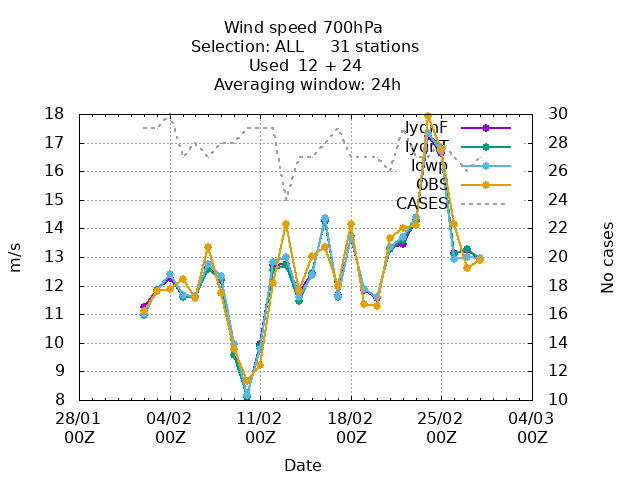 Wind speed 700hPa
Selection: ALL 31 stations
Used 12 + 24
Averaging window: 24h
18 30
17 28
16 26
15 24
14 22
13 20
12 18
11 16
10 14
9 12
8 10
m/s
No cases
lowp
OBS
CASES
28/01 04/02 11/02 18/02 25/02 04/03
00Z 00Z 00Z 00Z 00Z 00Z
Date